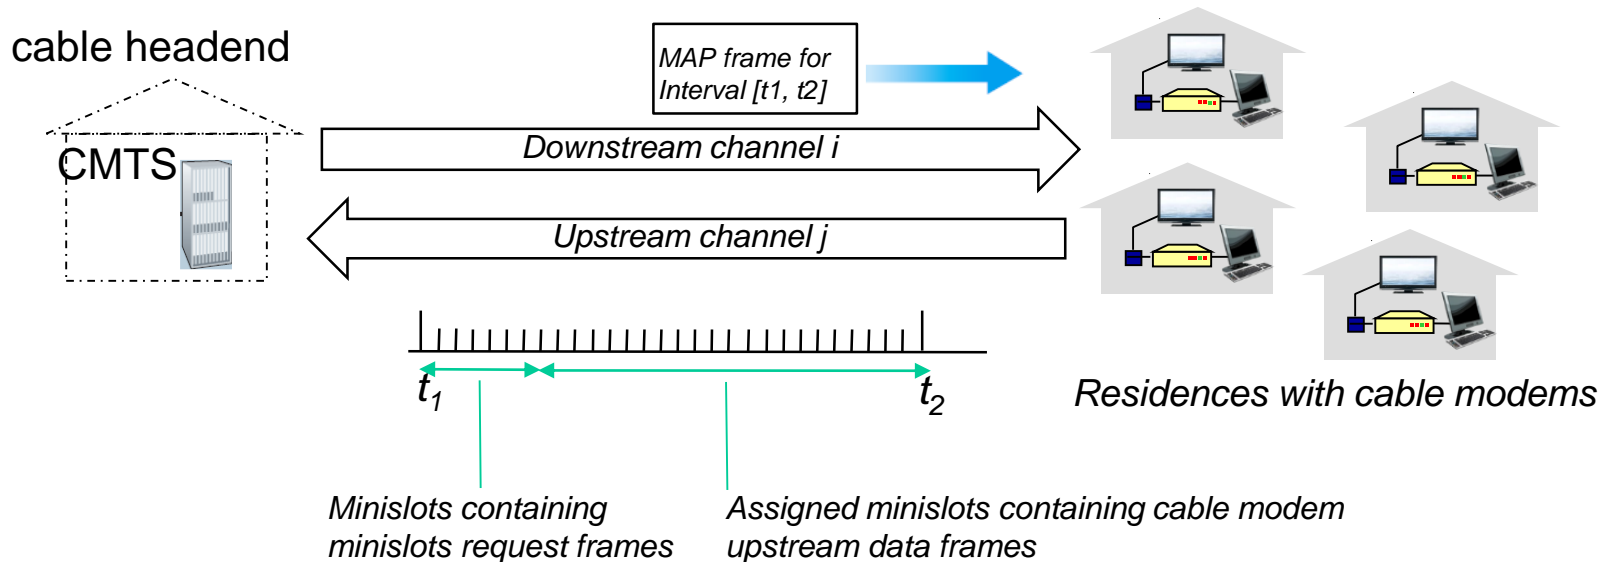 cable headend
MAP frame for
Interval [t1, t2]
CMTS
Downstream channel i
Upstream channel j
t1
t2
Residences with cable modems
Minislots containing
minislots request frames
Assigned minislots containing cable modem
upstream data frames